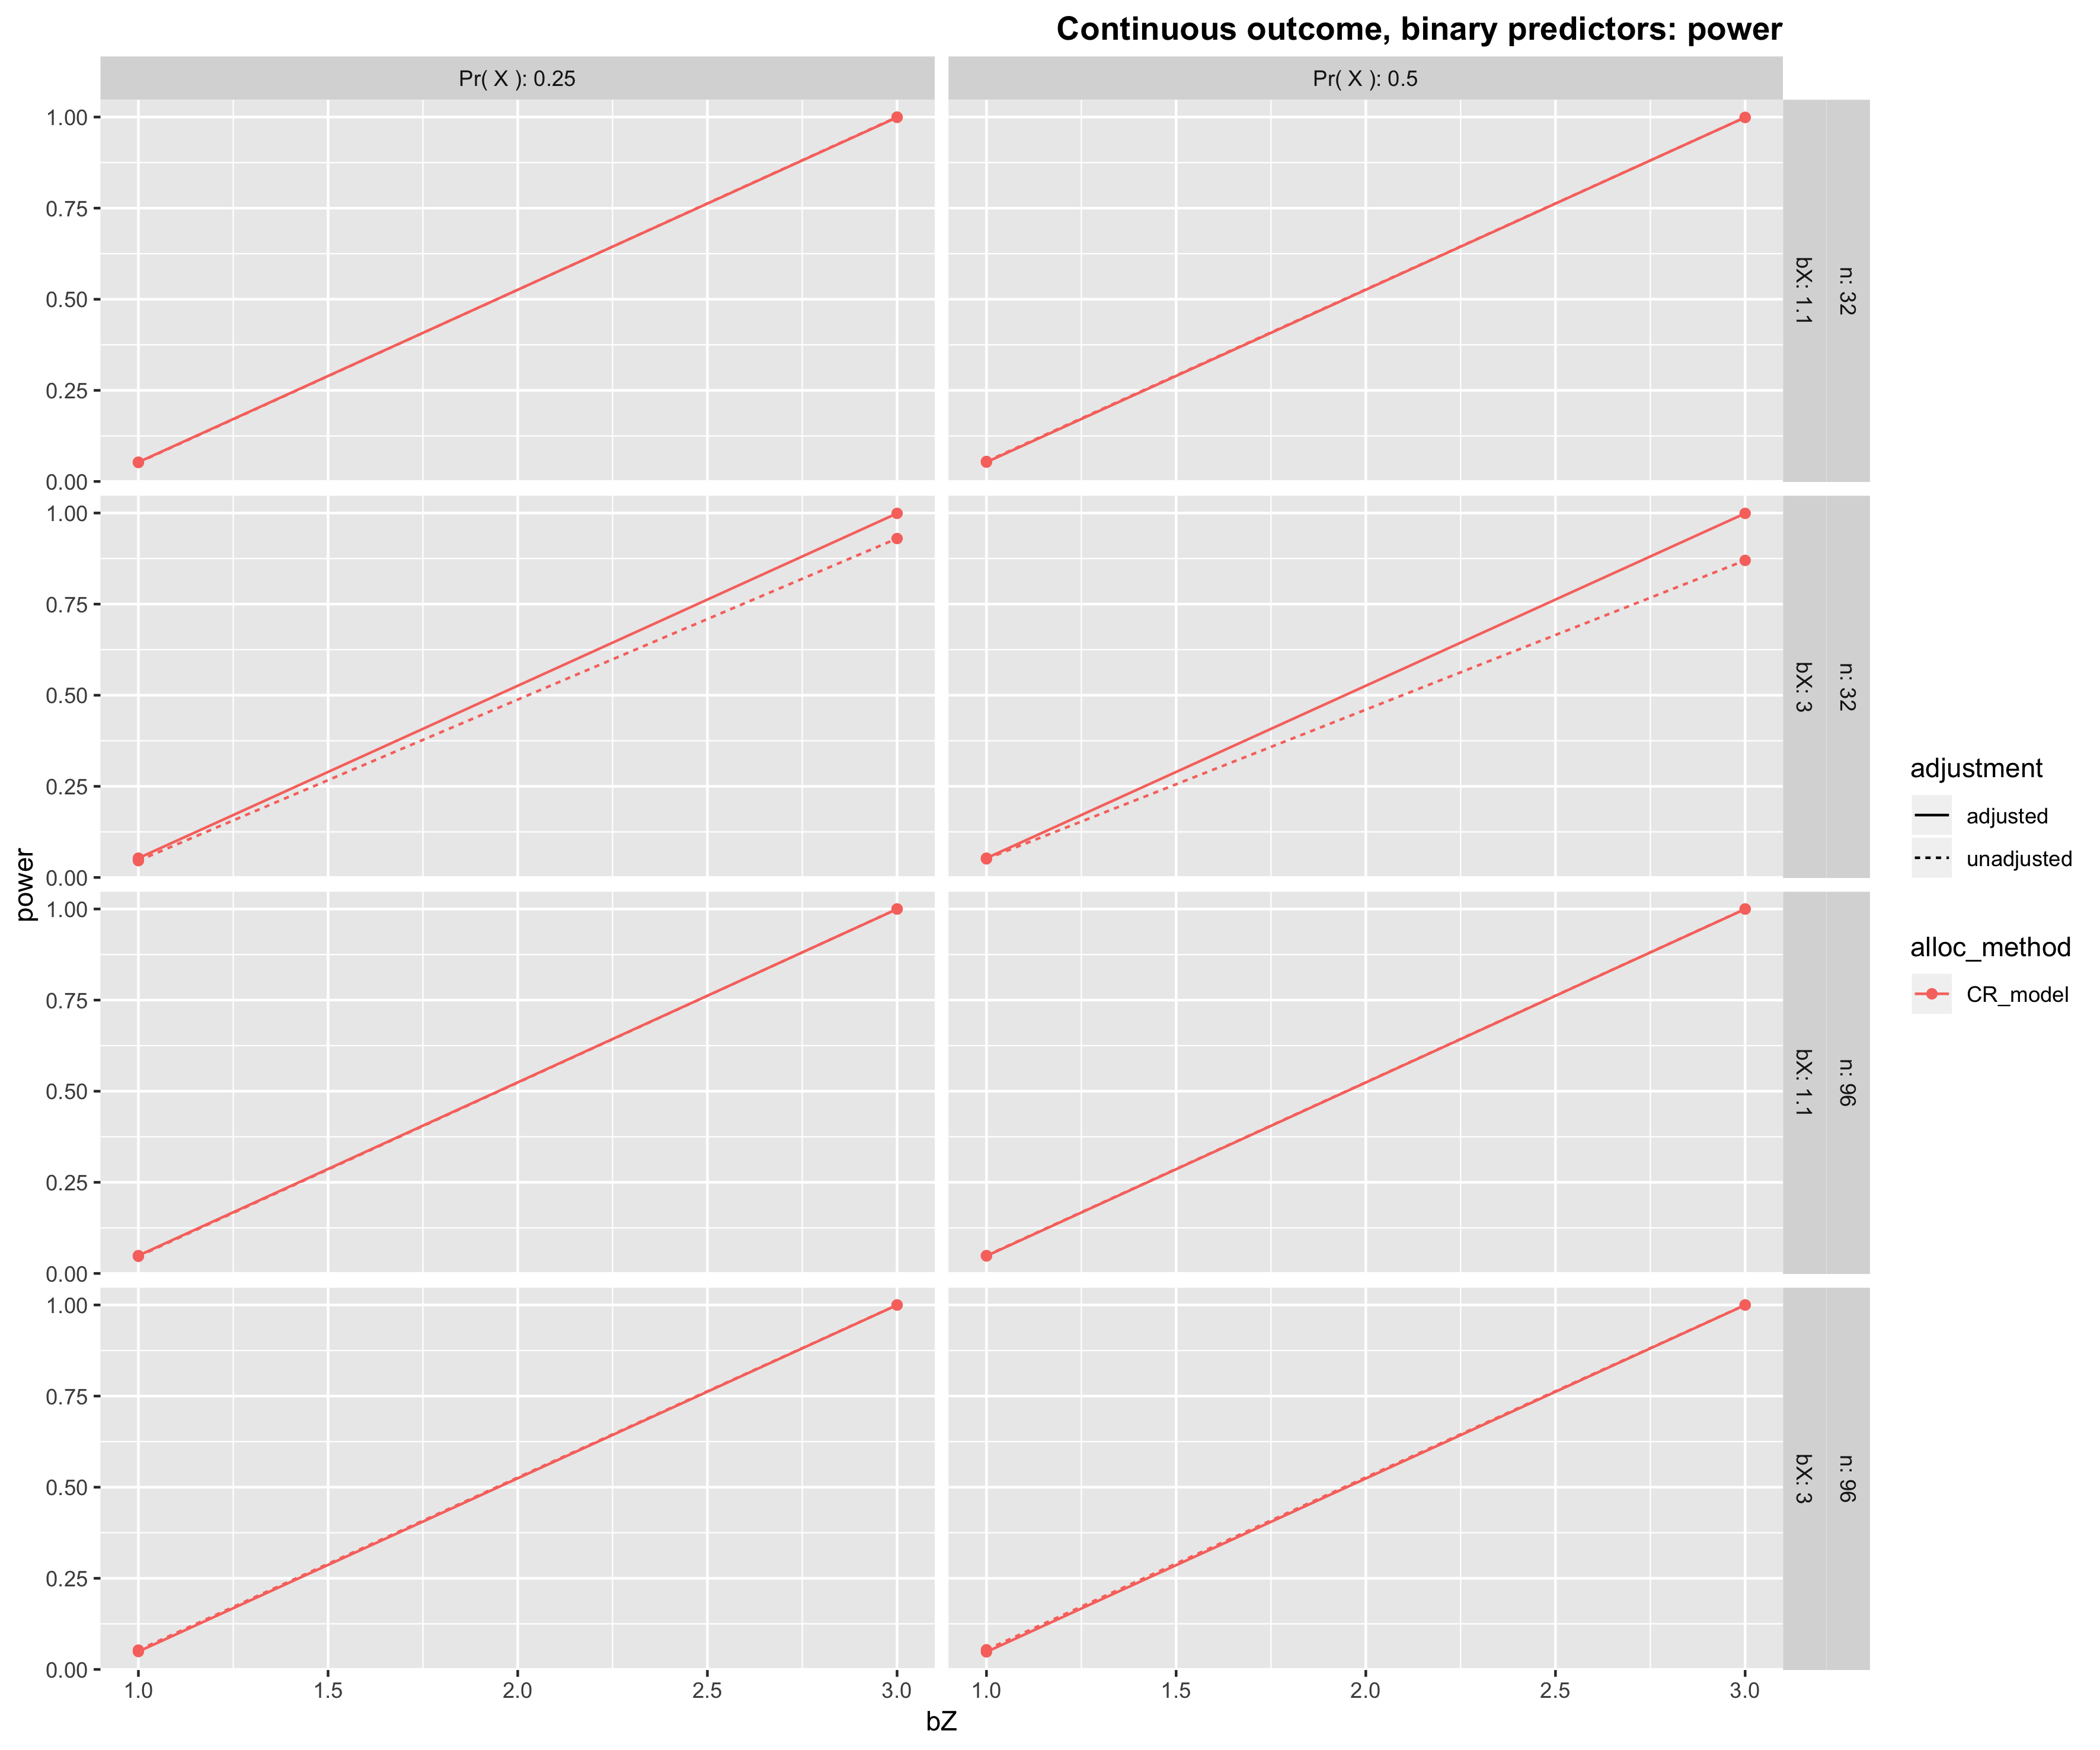 Continuous outcome, binary predictors: power
Pr( X ): 0.25
Pr( X ): 0.5
1.00
0.75
0.50
0.25
0.00
bX: 1.1
n: 32
1.00
0.75
0.50
0.25
0.00
bX: 3
n: 32
1.00
0.75
0.50
0.25
0.00
bX: 1.1
n: 96
1.00
0.75
0.50
0.25
0.00
bX: 3
n: 96
1.0 1.5 2.0 2.5 3.0
1.0 1.5 2.0 2.5 3.0
bZ
power
adjustment
adjusted
unadjusted
alloc_method
CR_model